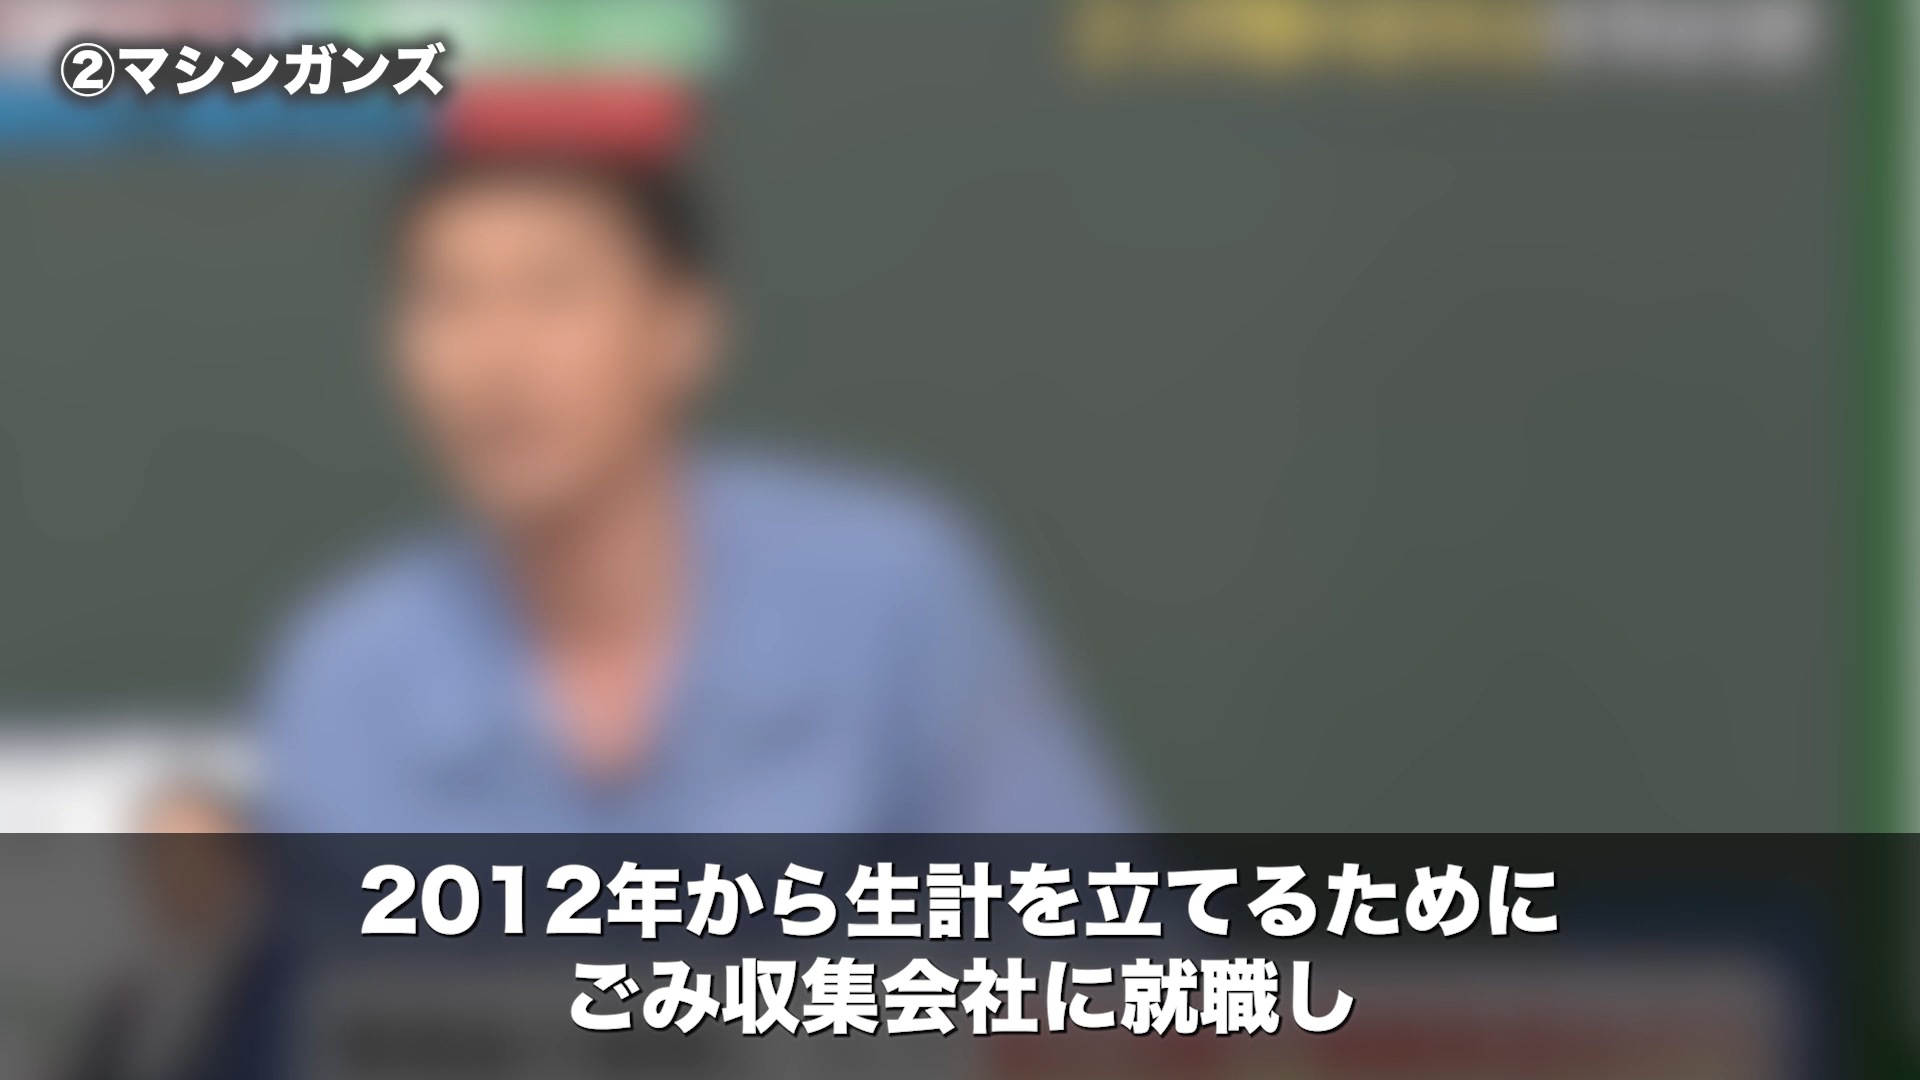 ②マシンガンズ
2012年から生計を立てるために
ごみ収集会社に就職し